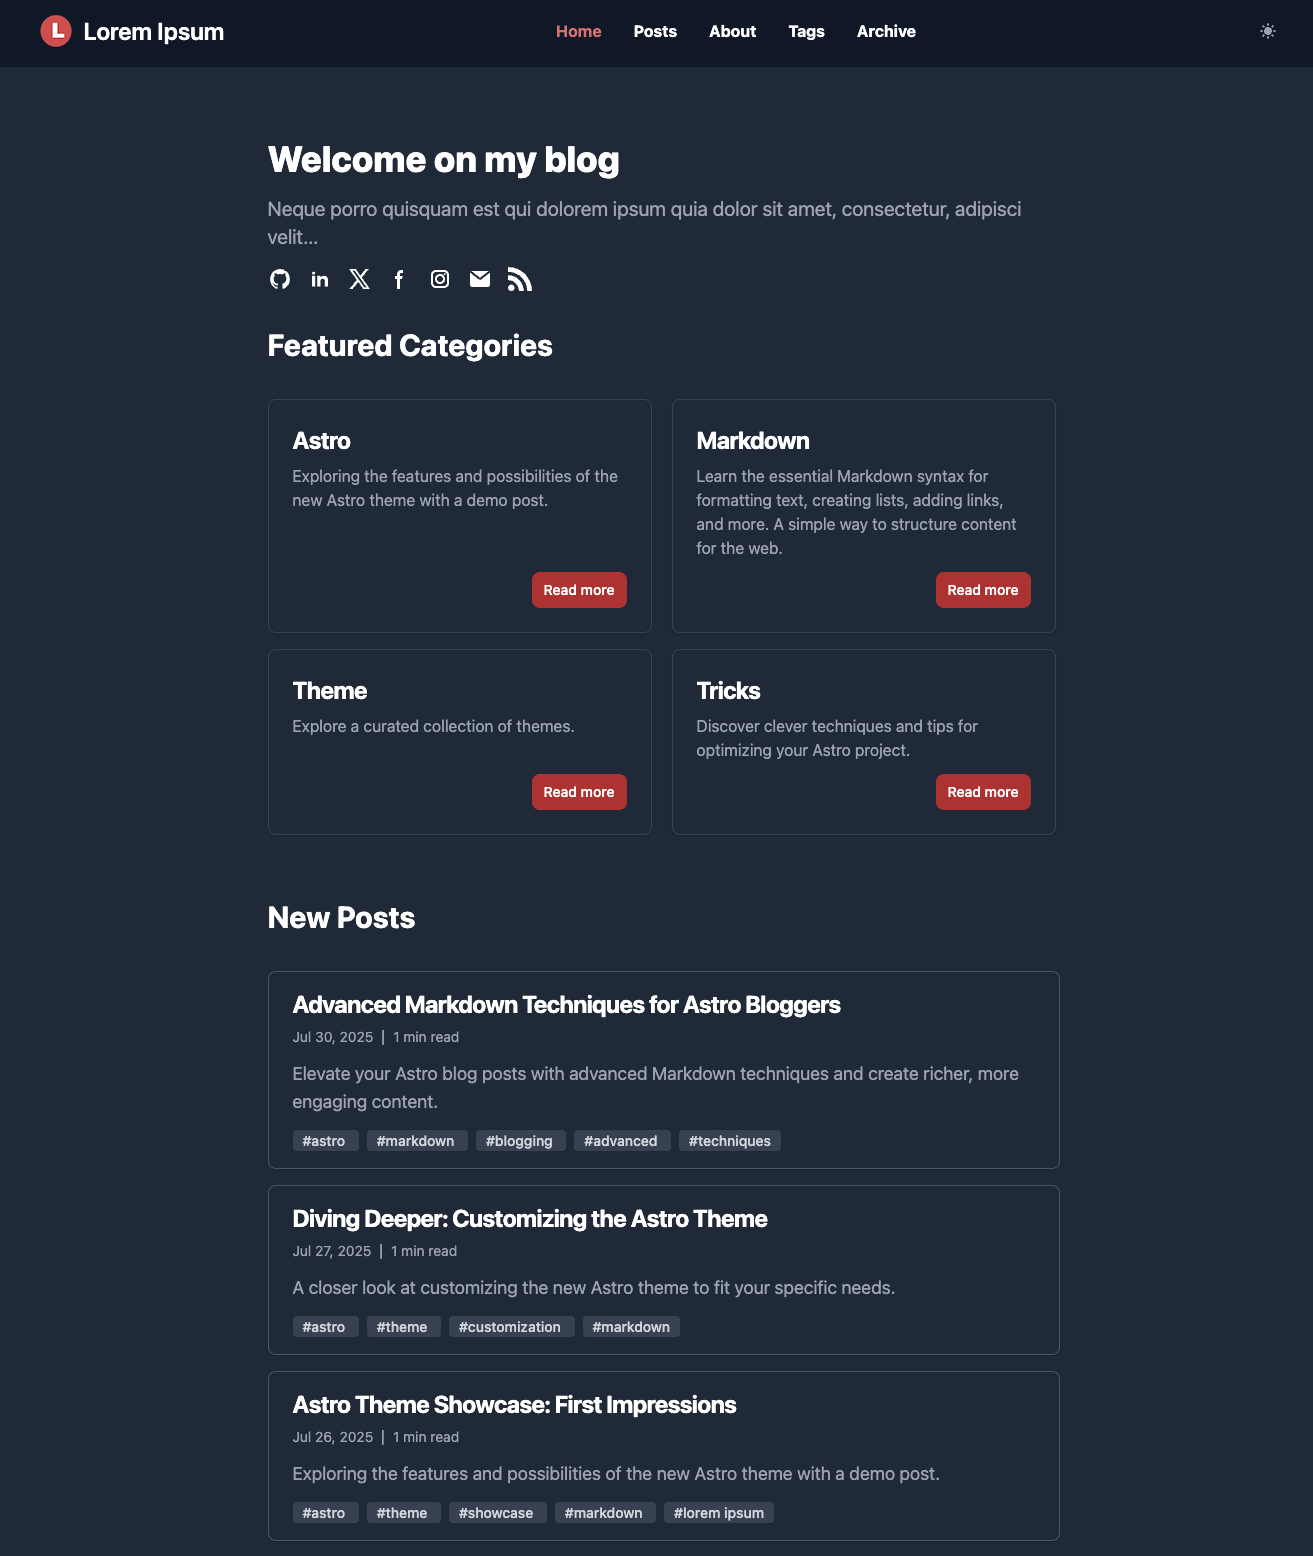 L Lorem Ipsum
Home Posts About Tags Archive
Welcome on my blog
Neque porro quisquam est qui dolorem ipsum quia dolor sit amet, consectetur, adipisci
velit...
Featured Categories
Astro
Exploring the features and possibilities of the
new Astro theme with a demo post.
Read more
Markdown
Learn the essential Markdown syntax for
formatting text, creating lists, adding links,
and more. A simple way to structure content
for the web.
Read more
Theme
Explore a curated collection of themes.
Read more
Tricks
Discover clever techniques and tips for
optimizing your Astro project.
Read more
New Posts
Advanced Markdown Techniques for Astro Bloggers
Jul 30, 2025 | 1 min read
Elevate your Astro blog posts with advanced Markdown techniques and create richer, more
engaging content.
#astro #markdown #blogging #advanced #techniques
Diving Deeper: Customizing the Astro Theme
Jul 27, 2025 | 1 min read
A closer look at customizing the new Astro theme to fit your specific needs.
#astro #theme #customization #markdown
Astro Theme Showcase: First Impressions
Jul 26, 2025 | 1 min read
Exploring the features and possibilities of the new Astro theme with a demo post.
#astro #theme #showcase #markdown #lorem ipsum